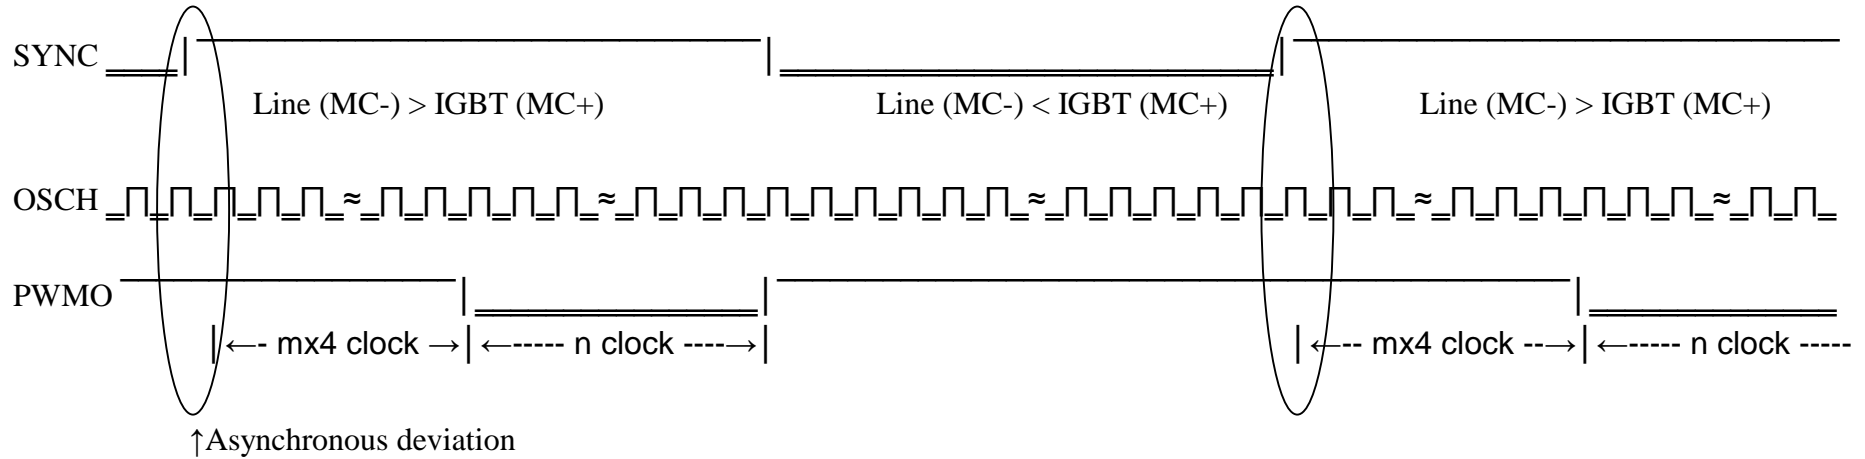 SYNC
Line (MC-) > IGBT (MC+) Line (MC-) < IGBT (MC+) Line (MC-) > IGBT (MC+)
OSCH ≈ ≈ ≈ ≈ ≈
PWMO
|←- mx4 clock →|←----- n clock ----→| |←-- mx4 clock --→|←----- n clock -----
↑Asynchronous deviation